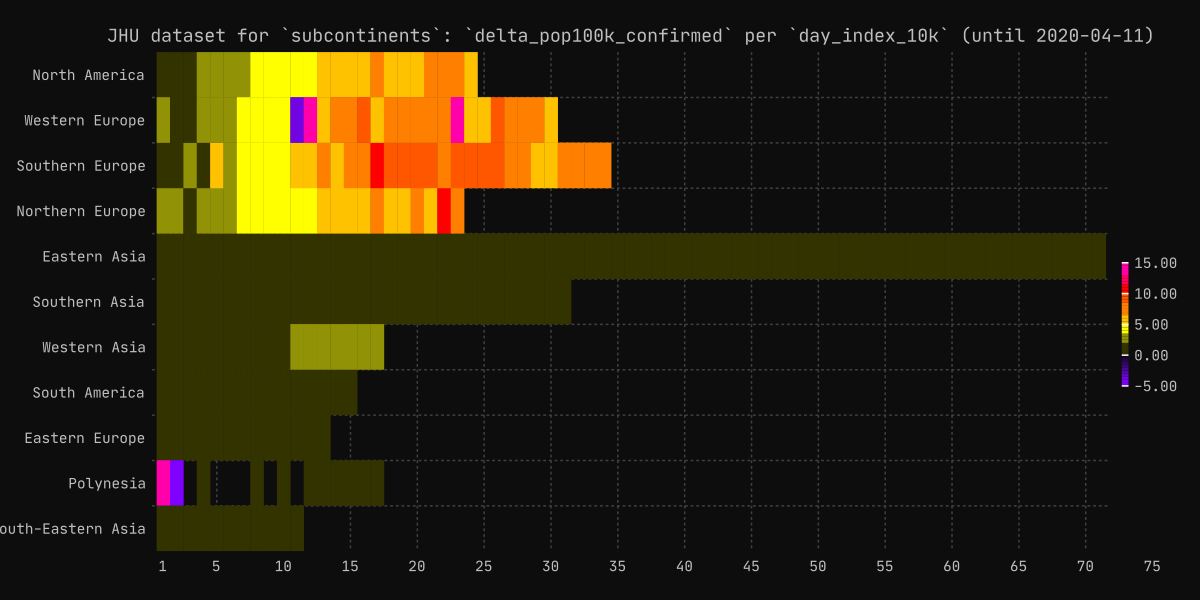 JHU dataset for `subcontinents`: `delta_pop100k_confirmed` per `day_index_10k` (until 2020-04-11)
North America
Western Europe
Southern Europe
Northern Europe
Eastern Asia
Southern Asia
Western Asia
South America
Eastern Europe
Polynesia
outh-Eastern Asia
15.00
10.00
5.00
0.00
-5.00
1 5 10 15 20 25 30 35 40 45 50 55 60 65 70 75